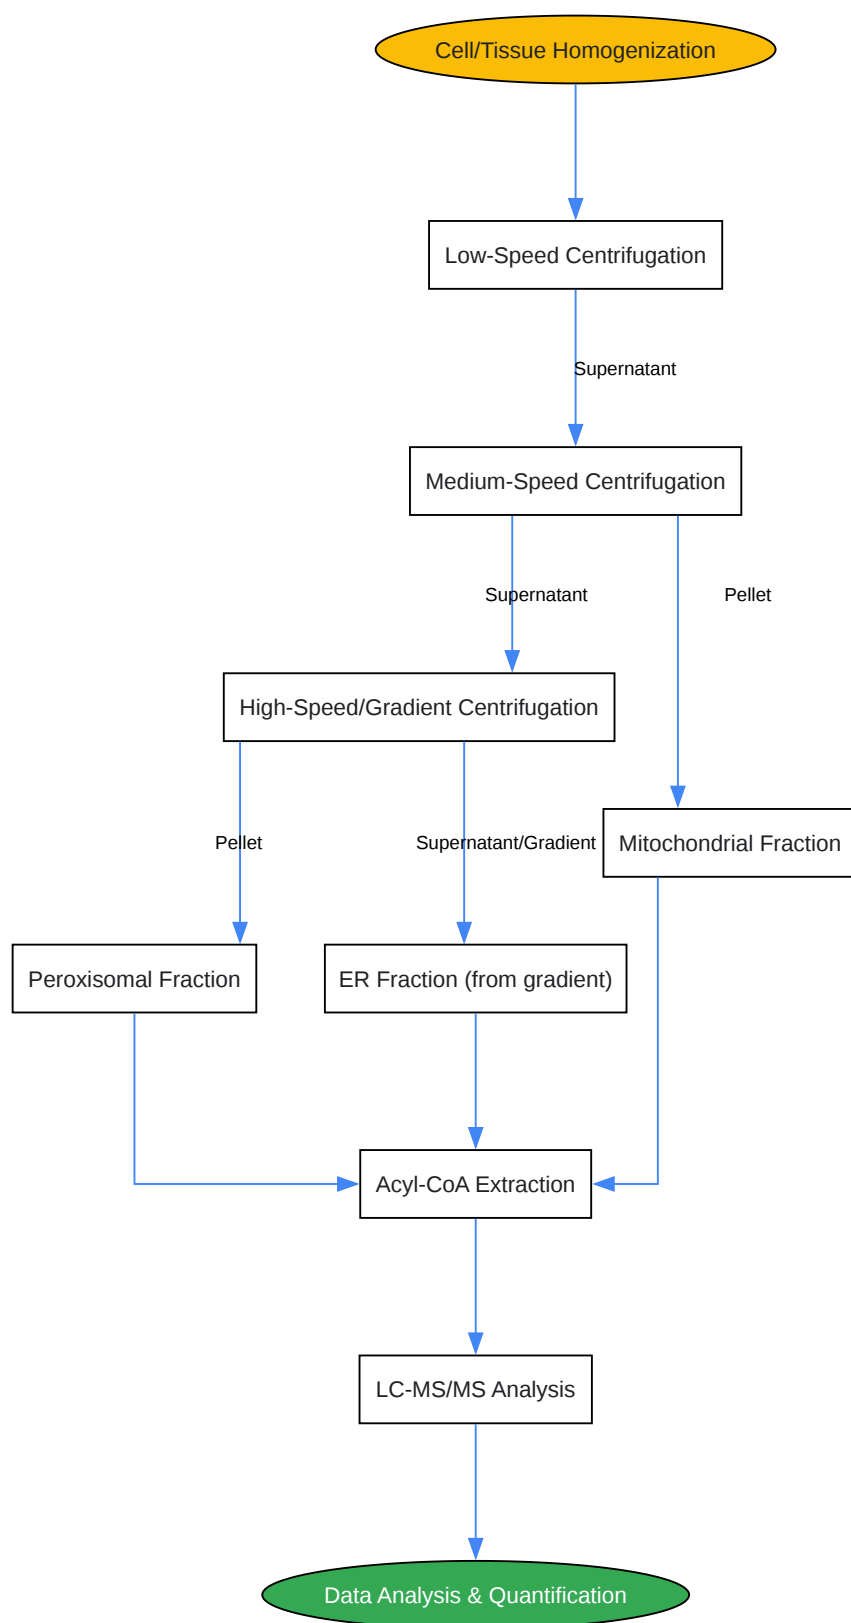 Cell/Tissue Homogenization
Low-Speed Centrifugation
Supernatant
Medium-Speed Centrifugation
Supernatant
Pellet
High-Speed/Gradient Centrifugation
Pellet
Supernatant/Gradient
Mitochondrial Fraction
Peroxisomal Fraction
ER Fraction (from gradient)
Acyl-CoA Extraction
LC-MS/MS Analysis
Data Analysis & Quantification